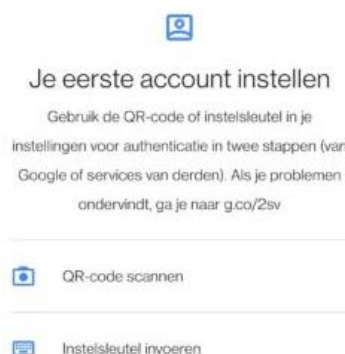 Je eerste account instellen
Gebruik de QR-code of instelsleutel in je
instellingen voor authenticatie in twee stappen (van
Google of services van derden). Als je problemen
ondervindt, ga je naar g.co/2sv
QR-code scannen
Instelsleutel invoeren